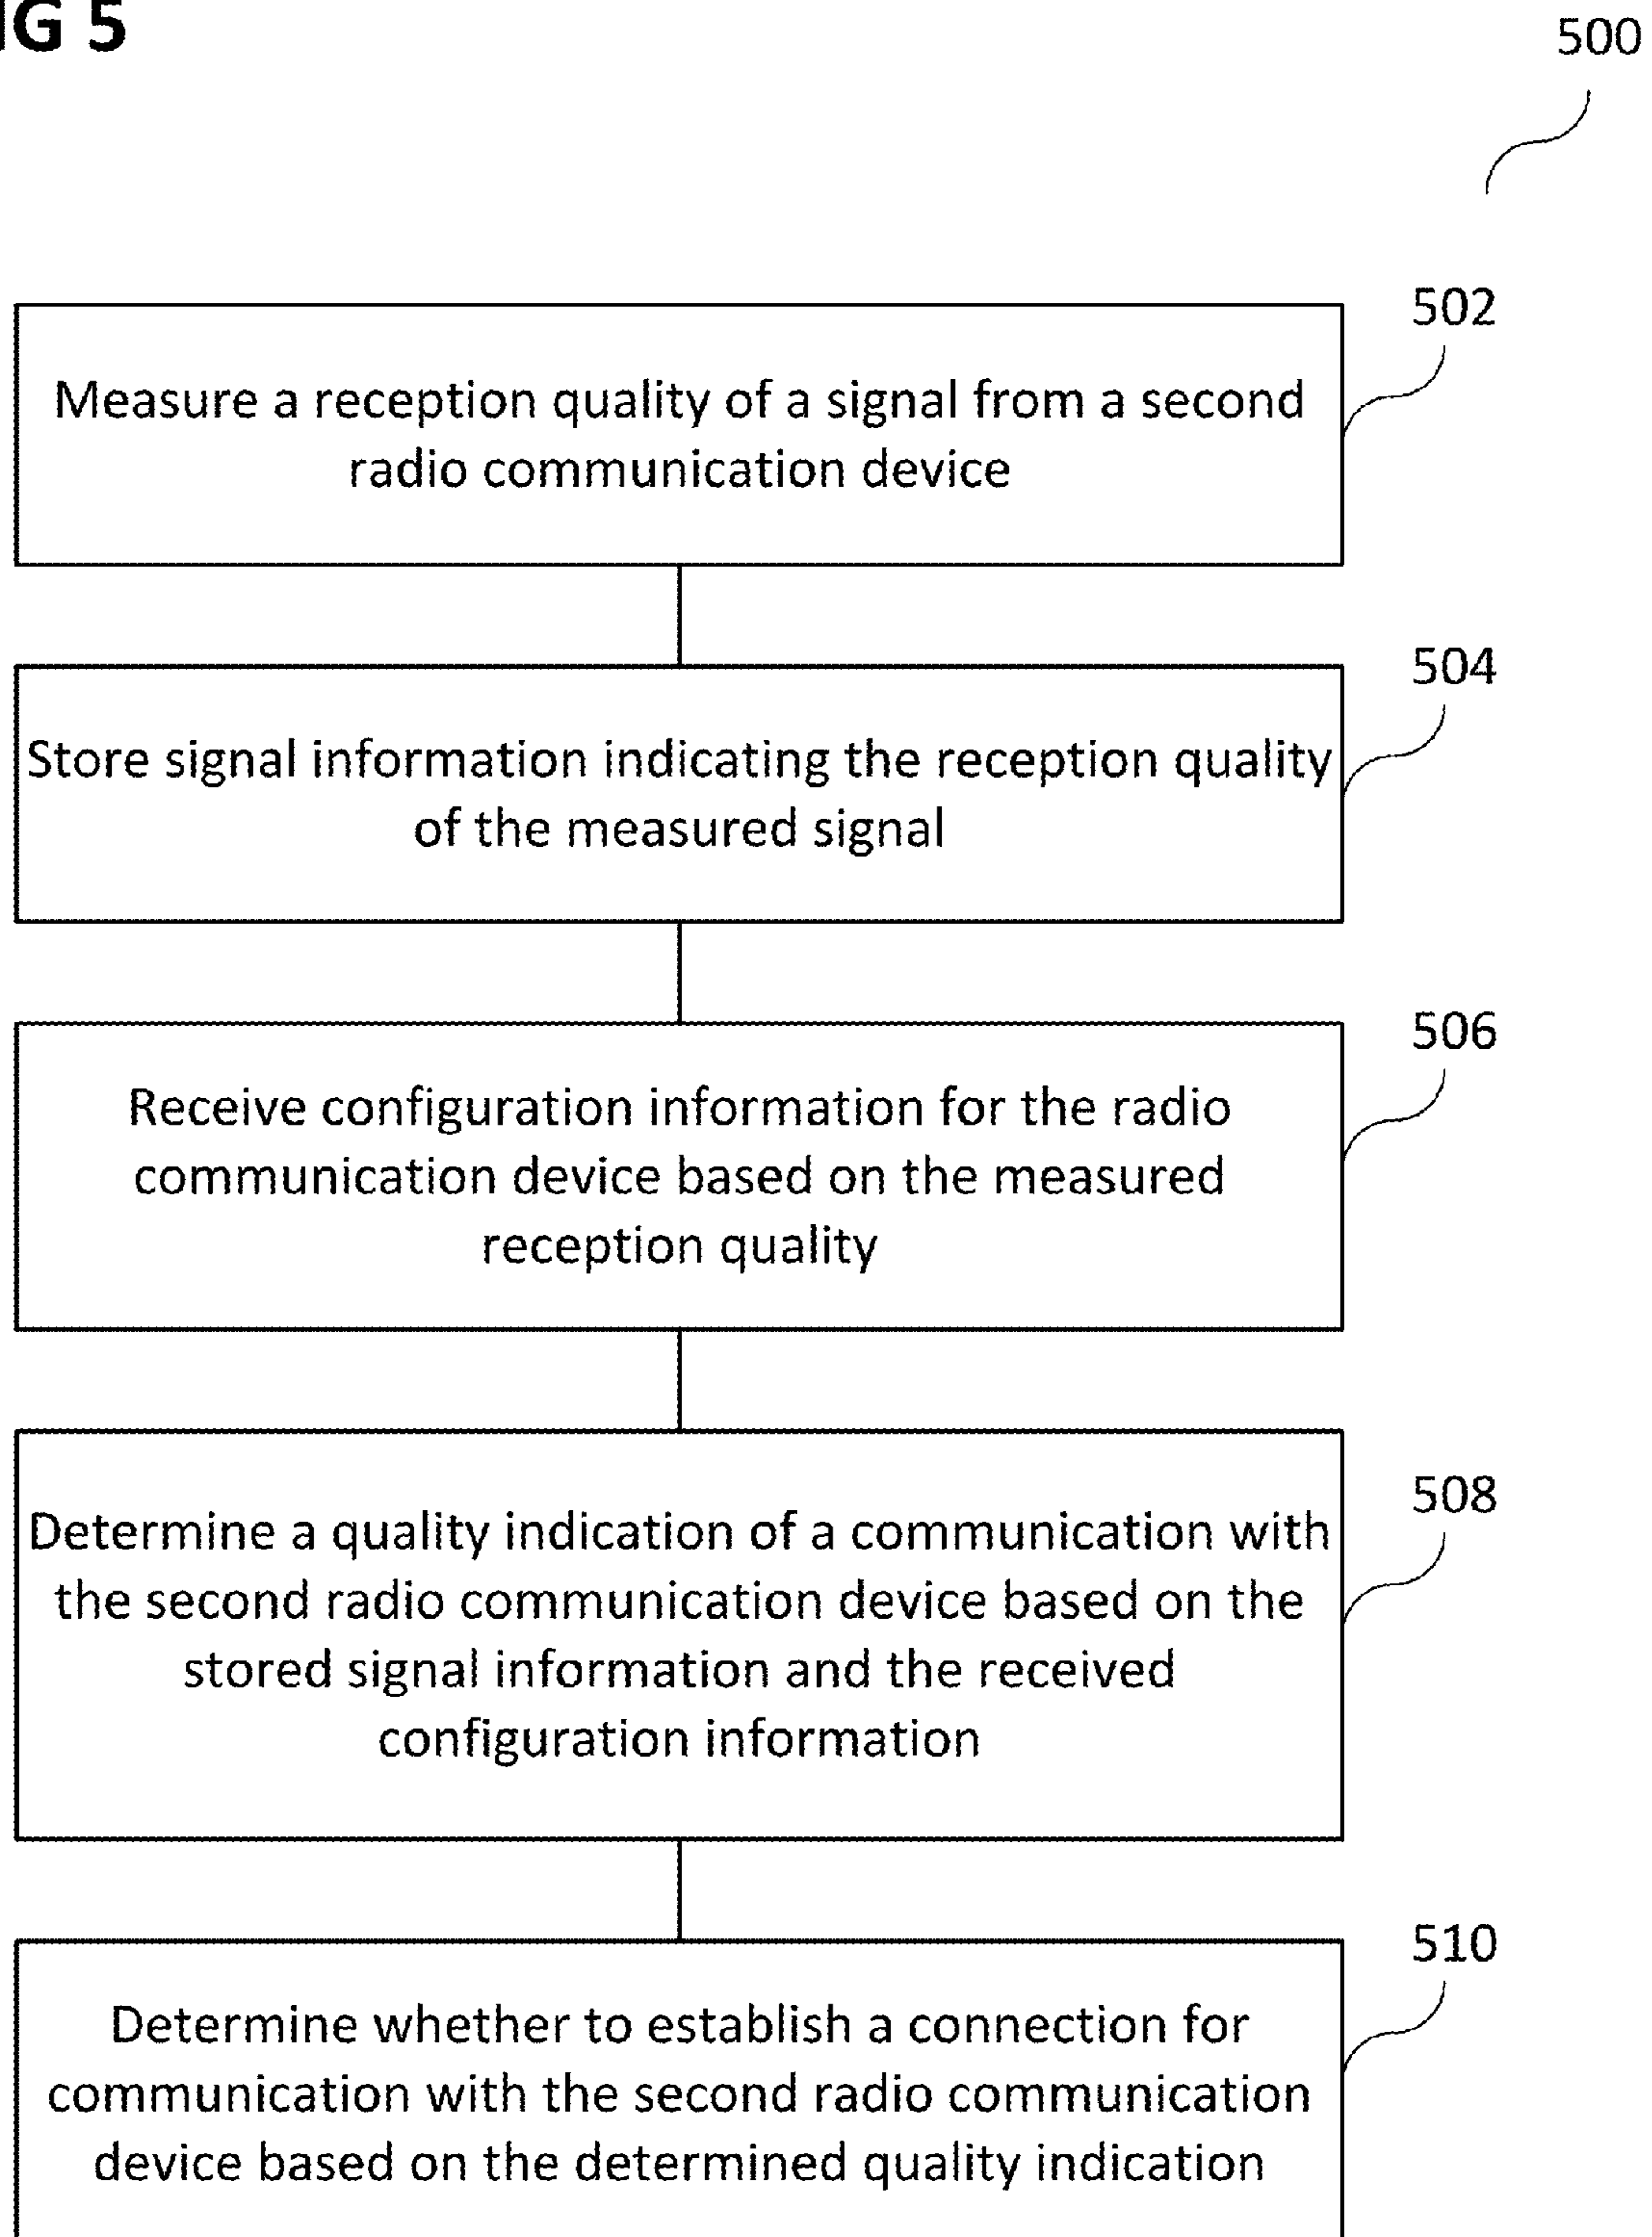 IG 5
500
502
Measure a reception quality of a signal from a second
radio communication device
504
Store signal information indicating the reception quality
of the measured signal
506
Receive configuration information for the radio
communication device based on the measured
reception quality
508
Determine a quality indication of a communication with
the second radio communication device based on the
stored signal information and the received
configuration information
510
Determine whether to establish a connection for
communication with the second radio communication
device based on the determined quality indication